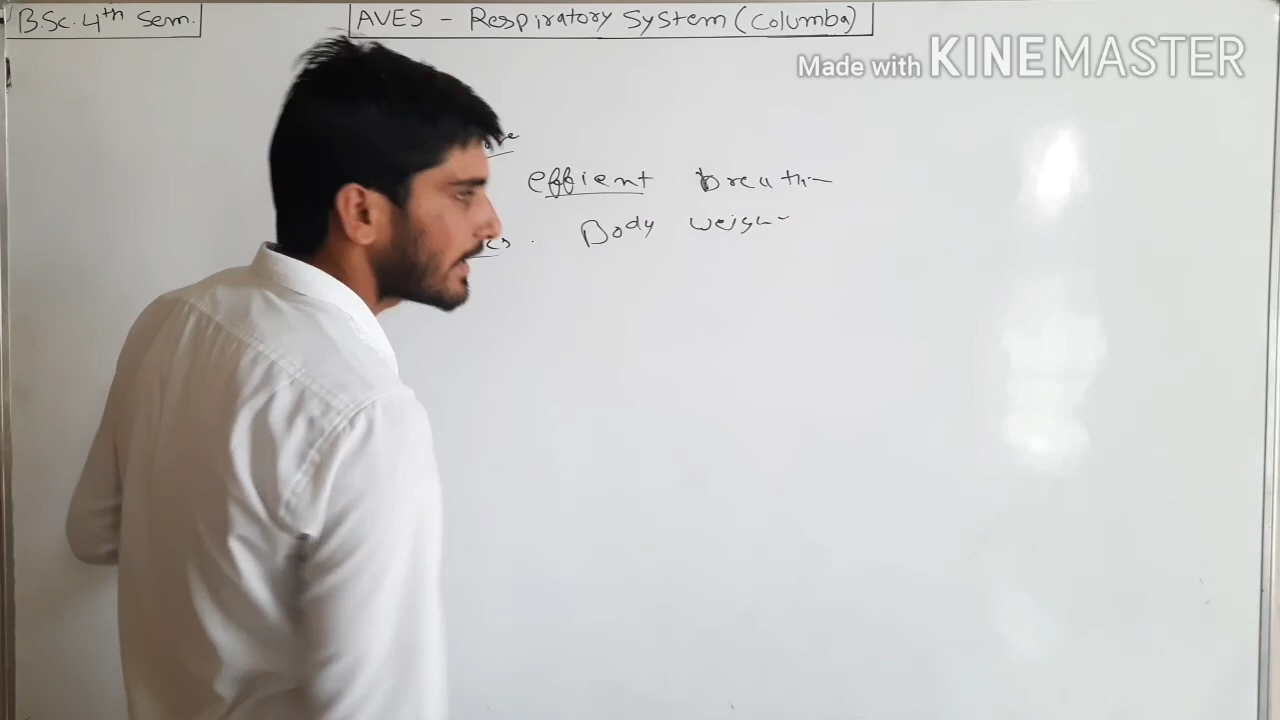 B.Sc. 4th Sem.
AVES - Respiratory System (Columba)
Made with KINEMASTER
effient breath
Body weigh